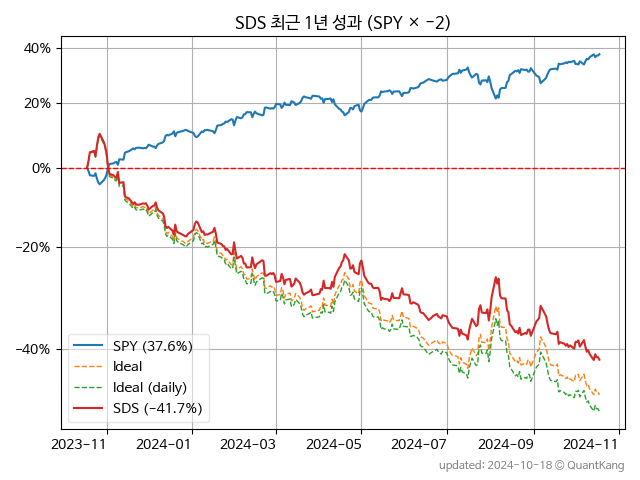 SDS 최근 1년 성과 (SPY × −2)
40%
20%
0%
−20%
−40%
SPY (37.6%)
Ideal
Ideal (daily)
SDS (−41.7%)
2023−11 2024−01 2024−03 2024−05 2024−07 2024−09 2024−11
updated: 2024-10-18 © QuantKang